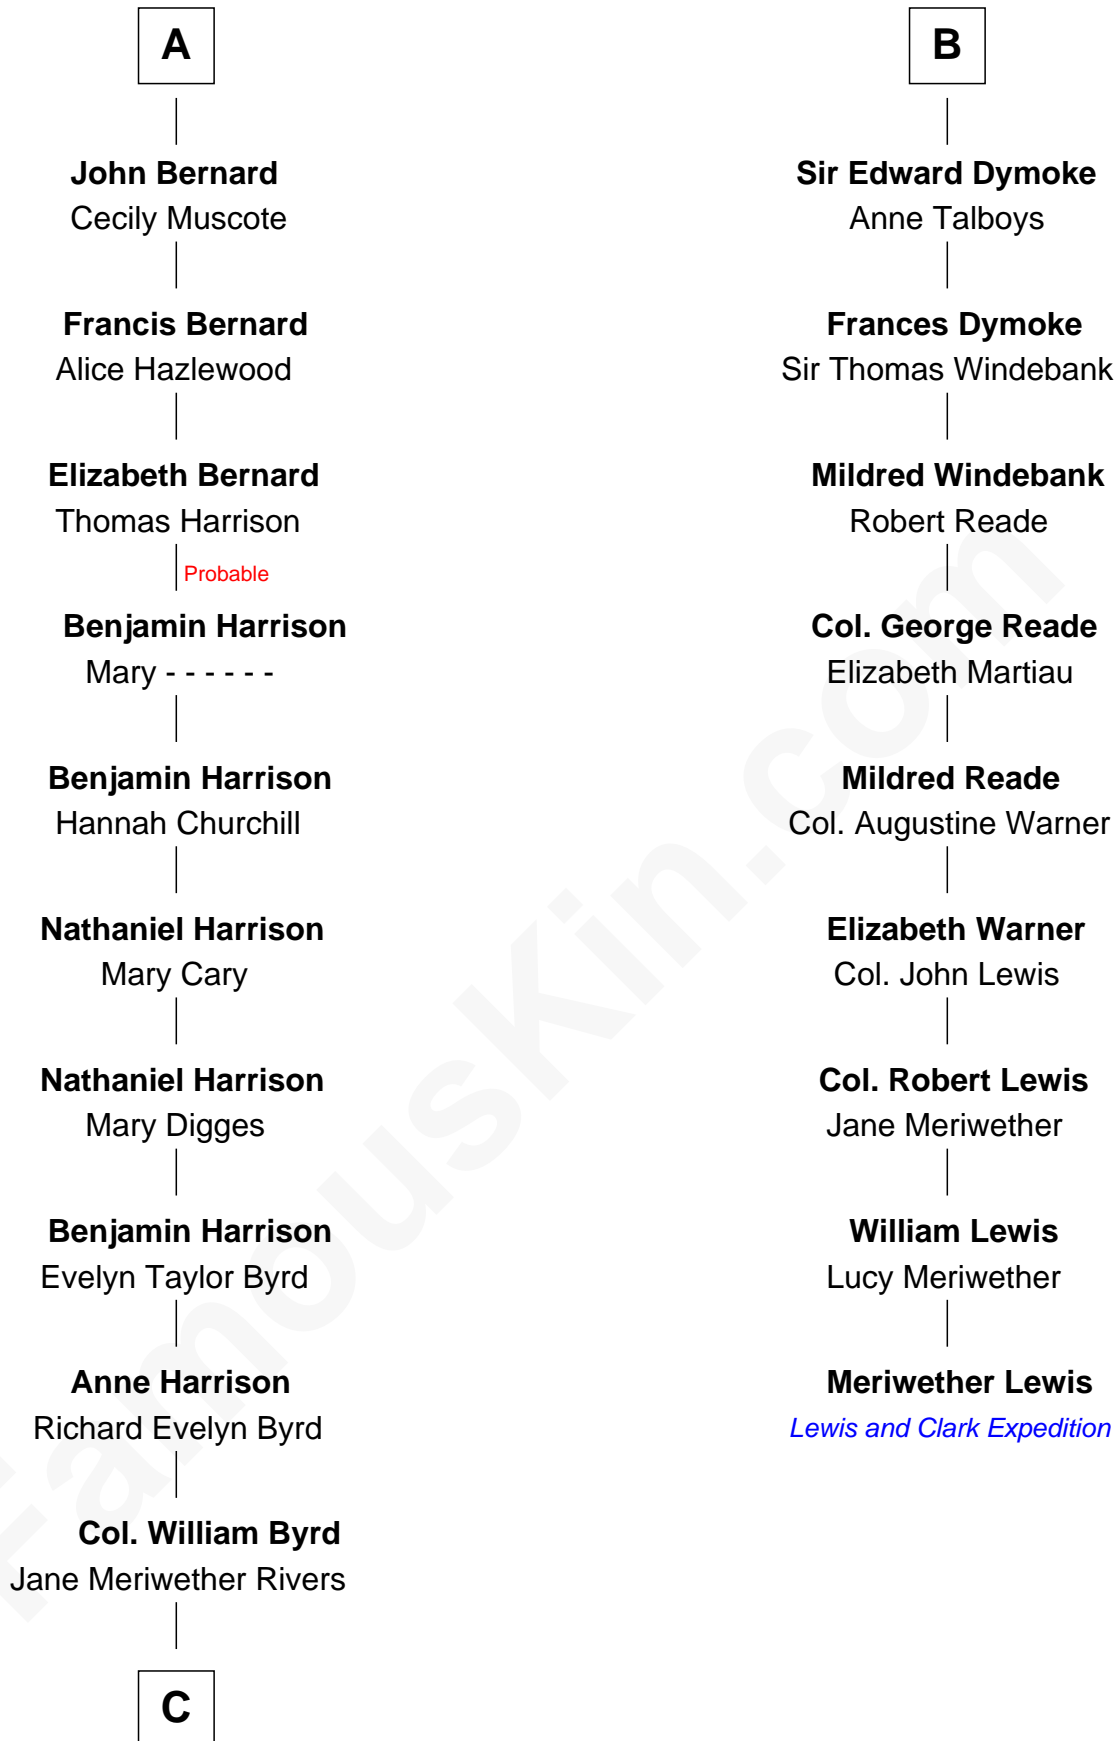 A
John Bernard
Cecily Muscote
Francis Bernard
Alice Hazlewood
Elizabeth Bernard
Thomas Harrison
Probable
Benjamin Harrison
Mary - - - - - -
Benjamin Harrison
Hannah Churchill
Nathaniel Harrison
Mary Cary
Nathaniel Harrison
Mary Digges
Benjamin Harrison
Evelyn Taylor Byrd
Anne Harrison
Richard Evelyn Byrd
Col. William Byrd
Jane Meriwether Rivers
C
B
Sir Edward Dymoke
Anne Talboys
Frances Dymoke
Sir Thomas Windebank
Mildred Windebank
Robert Reade
Col. George Reade
Elizabeth Martiau
Mildred Reade
Col. Augustine Warner
Elizabeth Warner
Col. John Lewis
Col. Robert Lewis
Jane Meriwether
William Lewis
Lucy Meriwether
Meriwether Lewis
Lewis and Clark Expedition
FamousKin.com